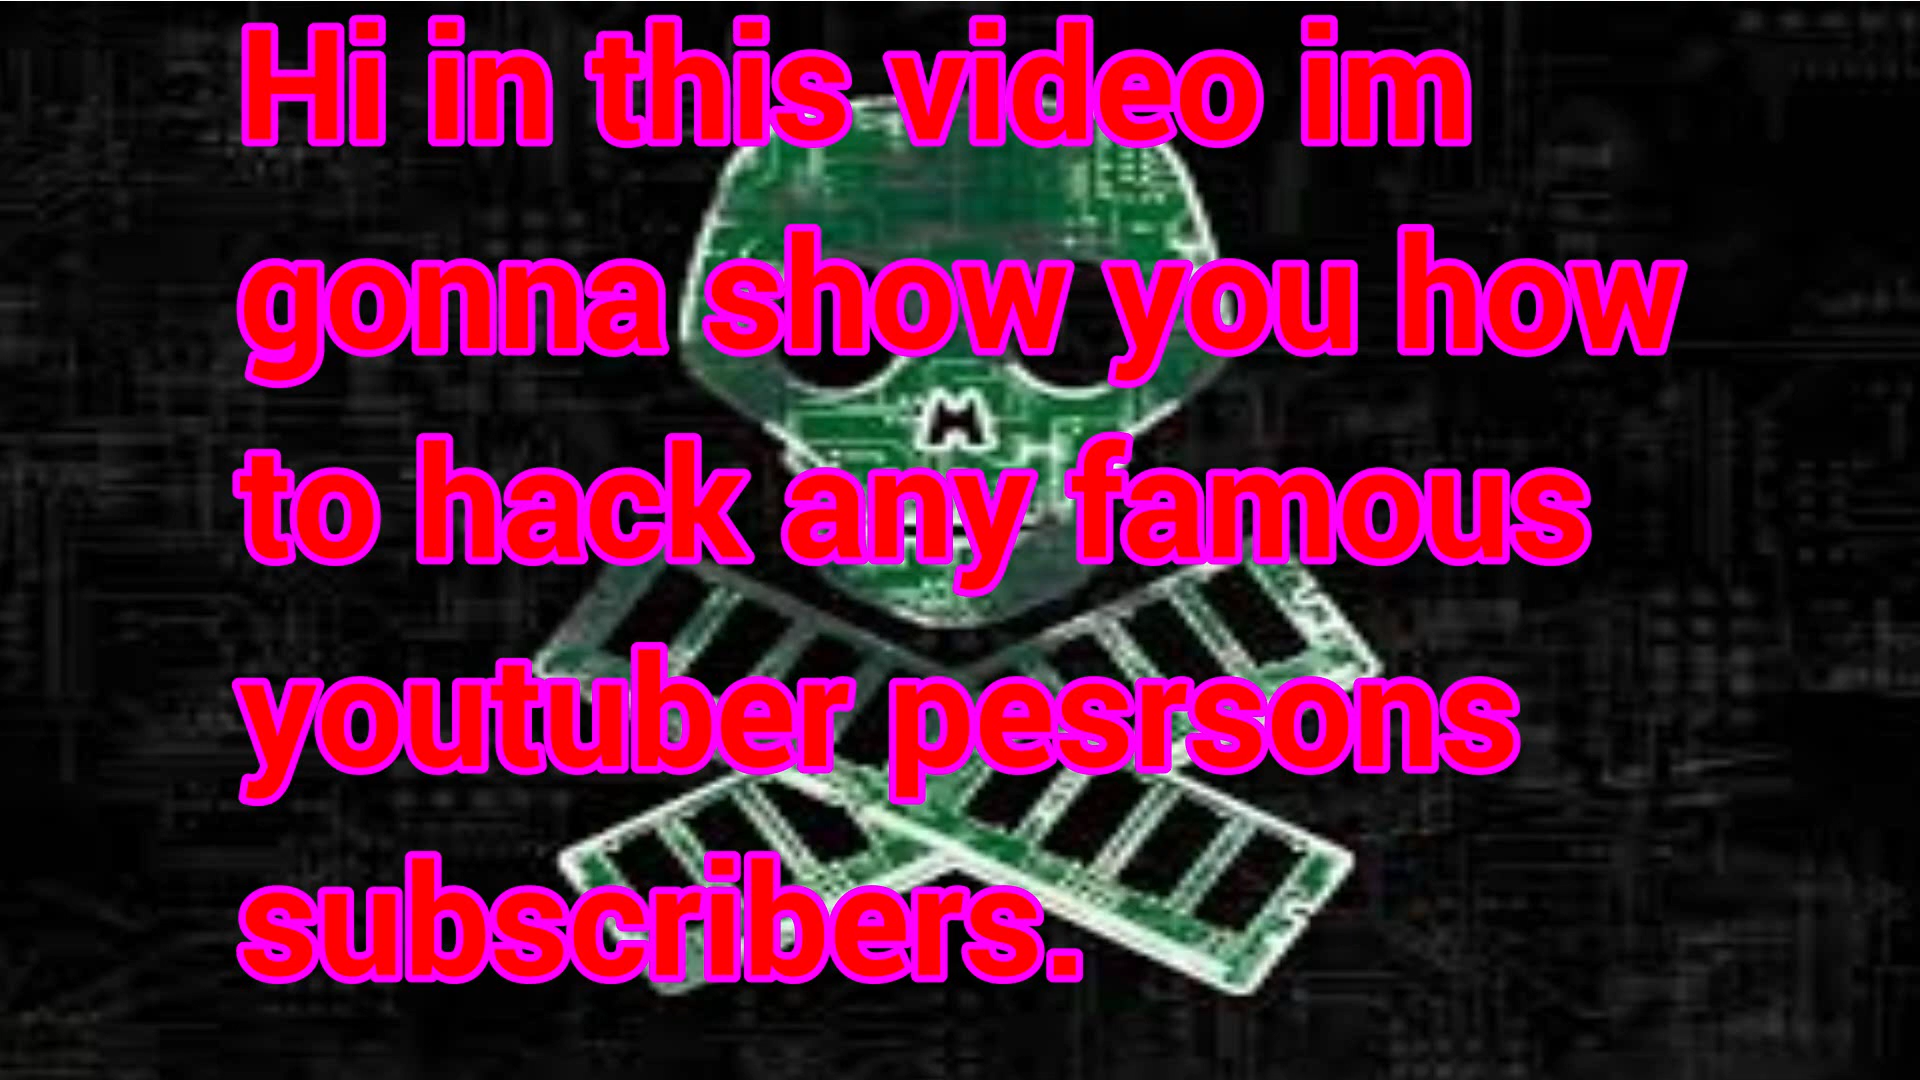 Hi in this video im
gonna show you how
to hack any famous
youtuber pesrsons
subscribers.